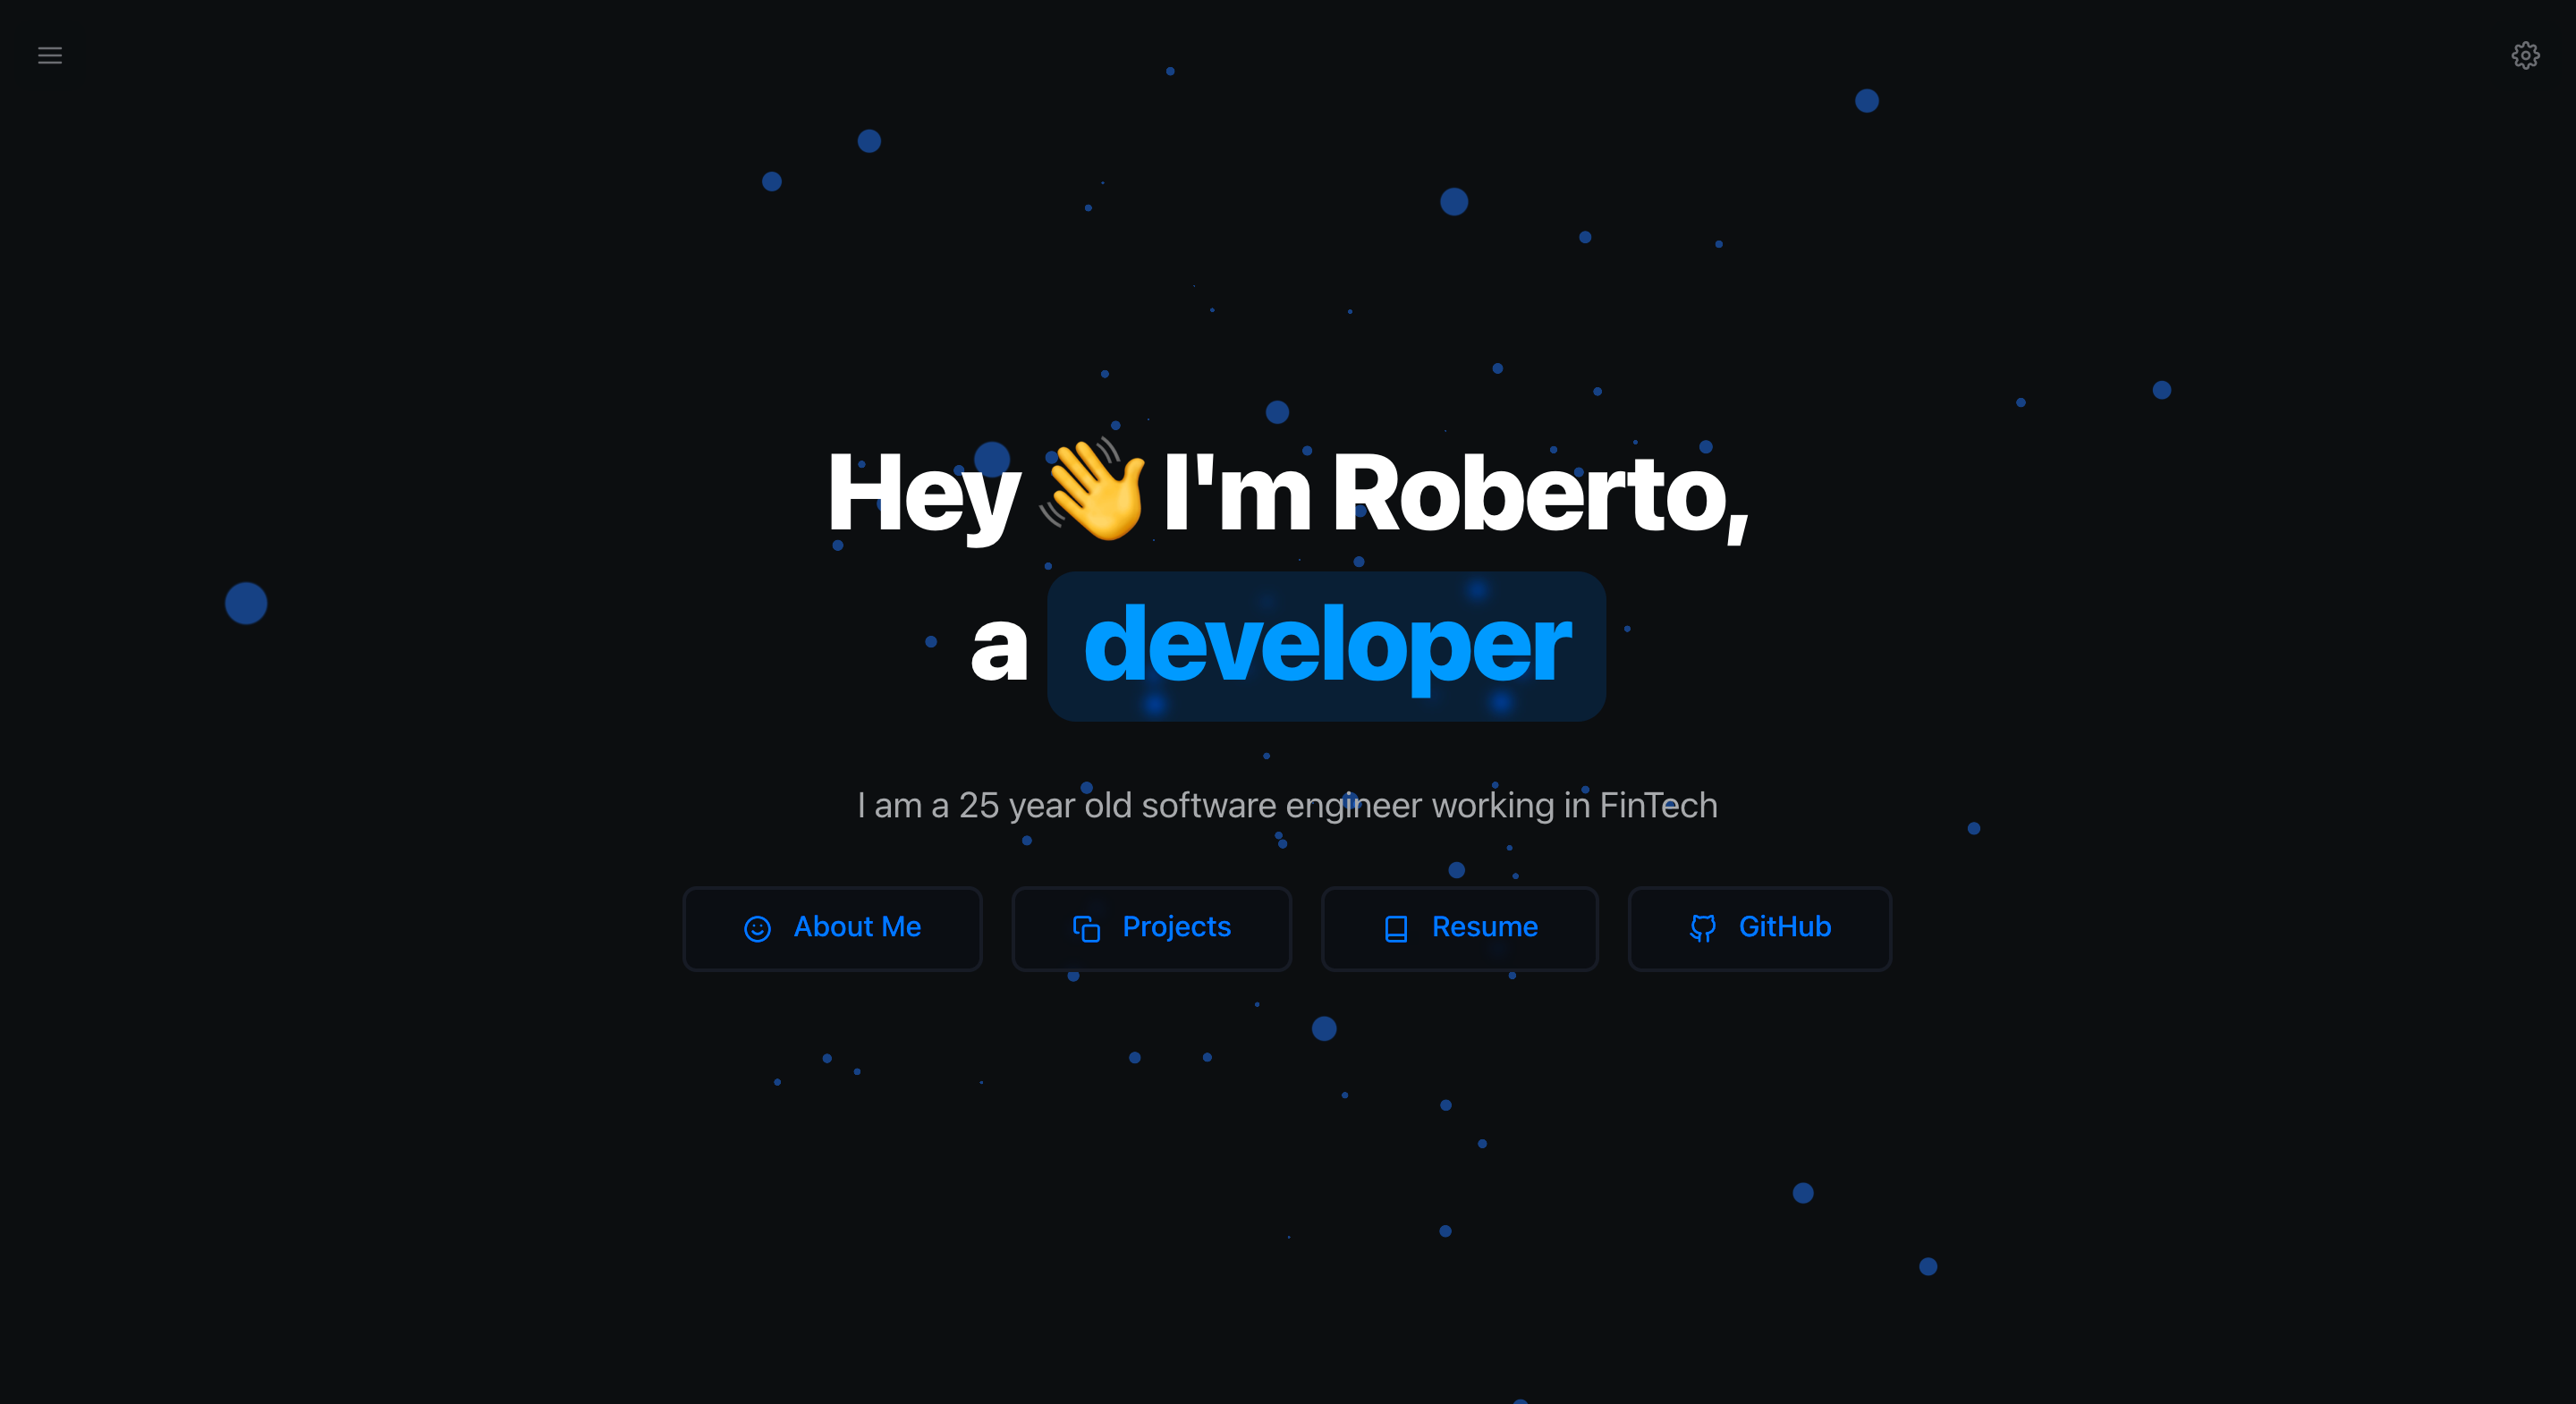 Hey 👋 I'm Roberto,
a developer
I am a 25 year old software engineer working in FinTech
About Me
Projects
Resume
GitHub